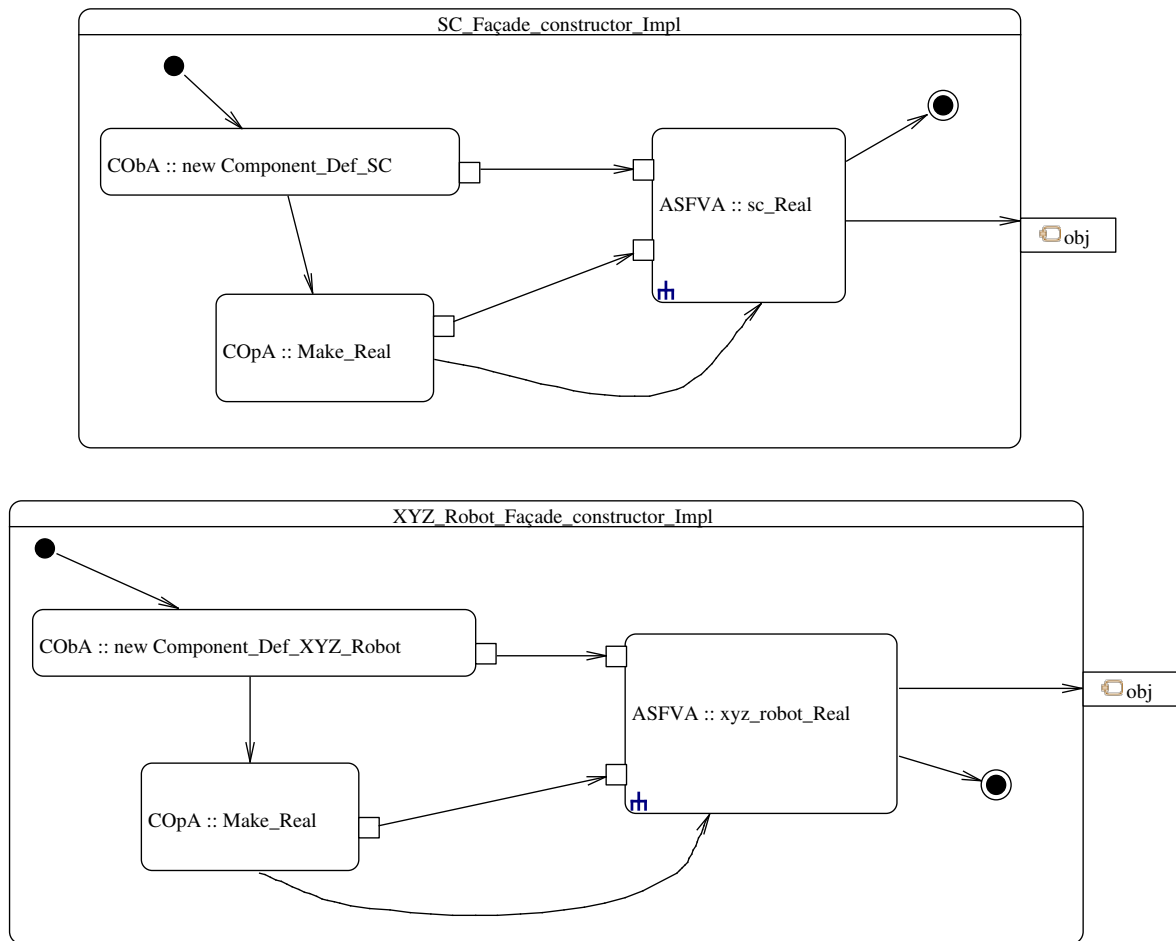 SC_Façade_constructor_Impl
CObA :: new Component_Def_SC
ASFVA :: sc_Real
obj
COpA :: Make_Real
XYZ_Robot_Façade_constructor_Impl
CObA :: new Component_Def_XYZ_Robot
ASFVA :: xyz_robot_Real
obj
COpA :: Make_Real